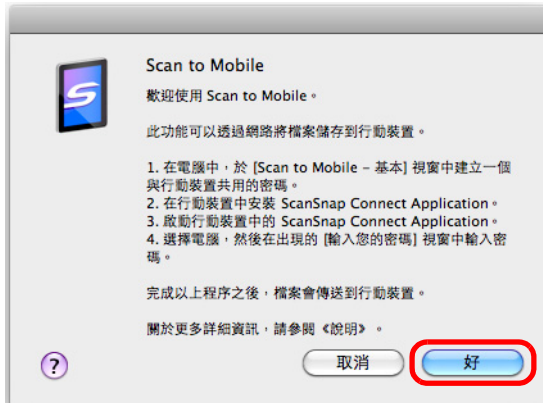 Scan to Mobile
歡迎使用 Scan to Mobile。
此功能可以透過網路將檔案儲存到行動裝置。
1. 在電腦中，於 [Scan to Mobile – 基本] 視窗中建立一個
與行動裝置共用的密碼。
2. 在行動裝置中安裝 ScanSnap Connect Application。
3. 啟動行動裝置中的 ScanSnap Connect Application。
4. 選擇電腦，然後在出現的 [輸入您的密碼] 視窗中輸入密
碼。
完成以上程序之後，檔案會傳送到行動裝置。
關於更多詳細資訊，請參閱《說明》。
? 取消 好